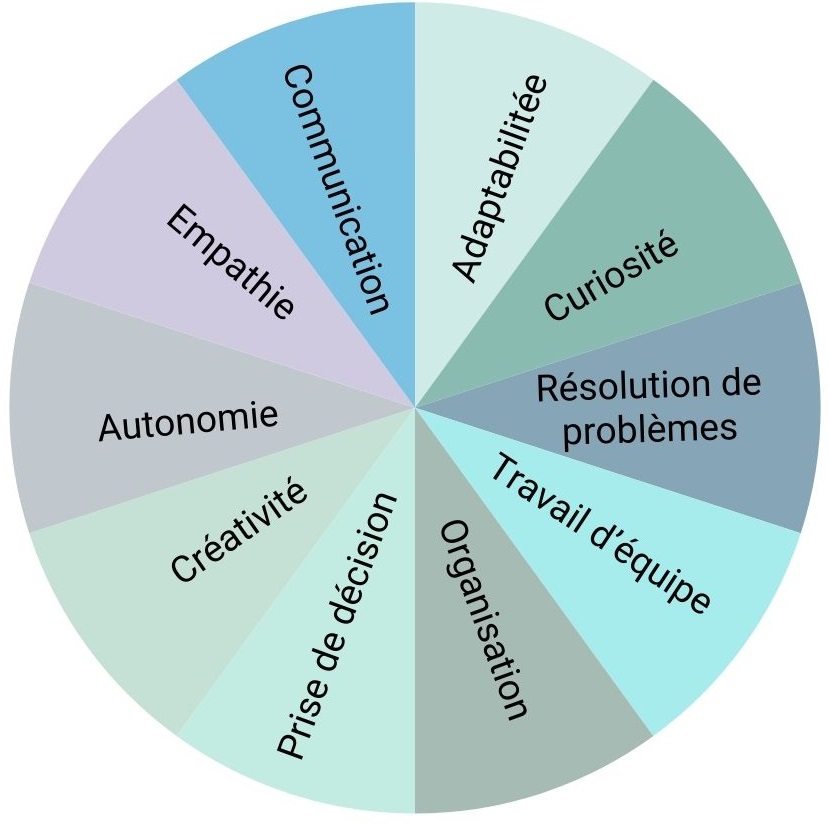 Adaptabilitée
Curiosité
Résolution de
problèmes
Travail d'équipe
Organisation
Prise de décision
Créativité
Autonomie
Empathie
Communication